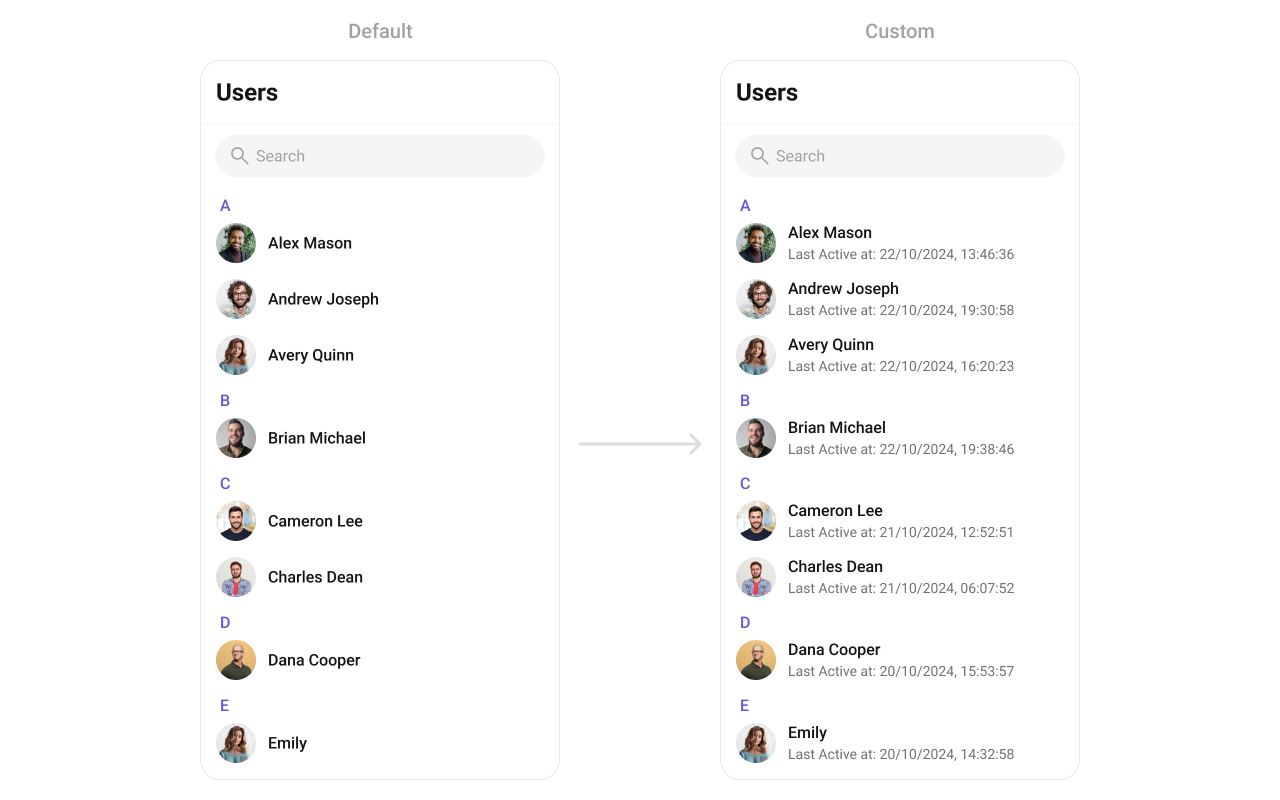 Default
Users
Search
A
Alex Mason
Andrew Joseph
Avery Quinn
B
Brian Michael
C
Cameron Lee
Charles Dean
D
Dana Cooper
E
Emily
Custom
Users
Search
A
Alex Mason
Last Active at: 22/10/2024, 13:46:36
Andrew Joseph
Last Active at: 22/10/2024, 19:30:58
Avery Quinn
Last Active at: 22/10/2024, 16:20:23
B
Brian Michael
Last Active at: 22/10/2024, 19:38:46
C
Cameron Lee
Last Active at: 21/10/2024, 12:52:51
Charles Dean
Last Active at: 21/10/2024, 06:07:52
D
Dana Cooper
Last Active at: 20/10/2024, 15:53:57
E
Emily
Last Active at: 20/10/2024, 14:32:58